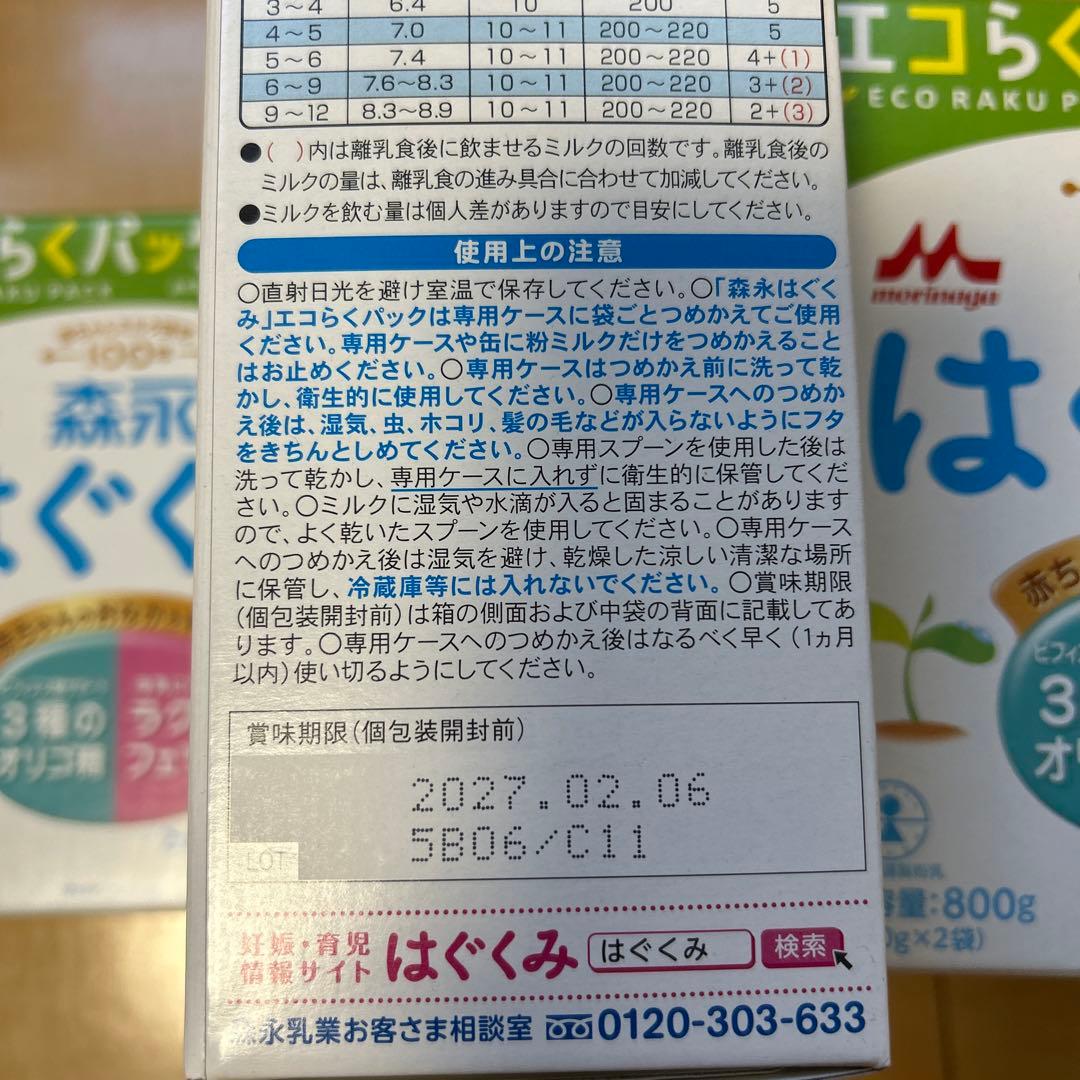 3～4 6.4 10 200 5
4～5 7.0 10～11 200～220 5
5～6 7.4 10～11 200～220 4+(1)
6～9 7.6～8.3 10～11 200～220 3+(2)
9～12 8.3～8.9 10～11 200～220 2+(3)
●(　)内は離乳食後に飲ませるミルクの回数です。離乳食後の
ミルクの量は、離乳食の進み具合に合わせて加減してください。
●ミルクを飲む量は個人差がありますので目安にしてください。
使用上の注意
○直射日光を避け室温で保存してください。○「森永はぐく
み」エコらくパックは専用ケースに袋ごとつめかえてご使用
ください。専用ケースや缶に粉ミルクだけをつめかえること
はお止めください。○専用ケースはつめかえ前に洗って乾
かし、衛生的に使用してください。○専用ケースへのつめか
え後は、湿気、虫、ホコリ、髪の毛などが入らないようにフタ
をきちんとしめてください。○専用スプーンを使用した後は
洗って乾かし、専用ケースに入れずに衛生的に保管してくだ
さい。○ミルクに湿気や水滴が入ると固まることがあります
ので、よく乾いたスプーンを使用してください。○専用ケース
へのつめかえ後は湿気を避け、乾燥した涼しい清潔な場所
に保管し、冷蔵庫等には入れないでください。○賞味期限
(個包装開封前)は箱の側面および中袋の背面に記載してあ
ります。○専用ケースへのつめかえ後はなるべく早く(1ヵ月
以内)使い切るようにしてください。
賞味期限(個包装開封前)
2027.02.06
LOT 5B06/C11
妊娠・育児
情報サイト はぐくみ はぐくみ 検索
森永乳業お客さま相談室 0120-303-633
らくパック
RAKU PACK
100
森永
はぐく
3種の
オリゴ糖
ラク
フェ
エコらく
ECO RAKU P
morinaga
は
赤ち
ビフィ
3
オ
容量:800g
0g×2袋)